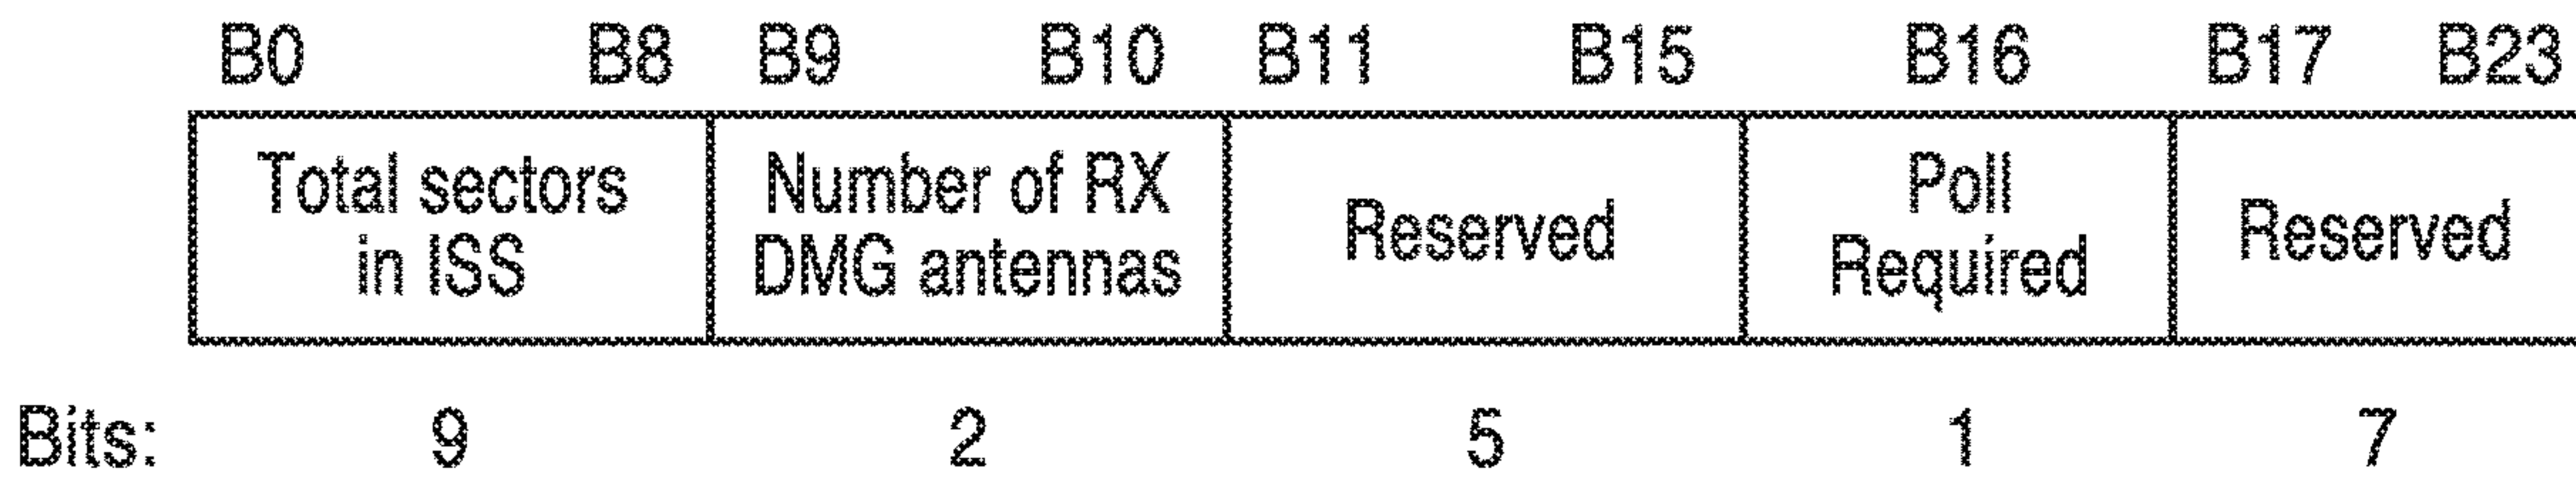 B0 B8 B9 B10 B11 B15 B16 B17 B23
Total sectors in ISS
Number of RX DMG antennas
Reserved
Poll Required
Reserved
Bits: 9 2 5 1 7